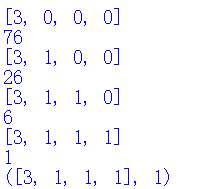 [3, 0, 0, 0]
76
[3, 1, 0, 0]
26
[3, 1, 1, 0]
6
[3, 1, 1, 1]
1
([3, 1, 1, 1], 1)